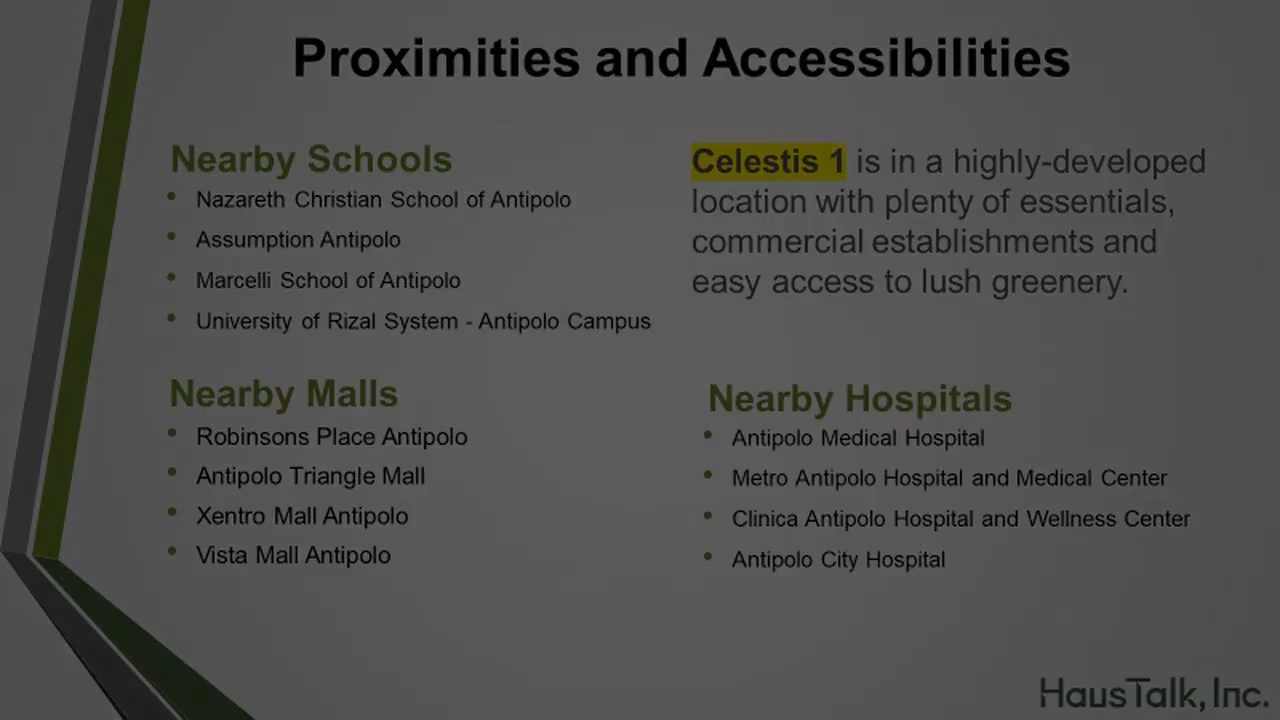 Proximities and Accessibilities
Nearby Schools
• Nazareth Christian School of Antipolo
• Assumption Antipolo
• Marcelli School of Antipolo
• University of Rizal System - Antipolo Campus
Celestis 1 is in a highly-developed
location with plenty of essentials,
commercial establishments and
easy access to lush greenery.
Nearby Malls
• Robinsons Place Antipolo
• Antipolo Triangle Mall
• Xentro Mall Antipolo
• Vista Mall Antipolo
Nearby Hospitals
• Antipolo Medical Hospital
• Metro Antipolo Hospital and Medical Center
• Clinica Antipolo Hospital and Wellness Center
• Antipolo City Hospital
HausTalk, Inc.